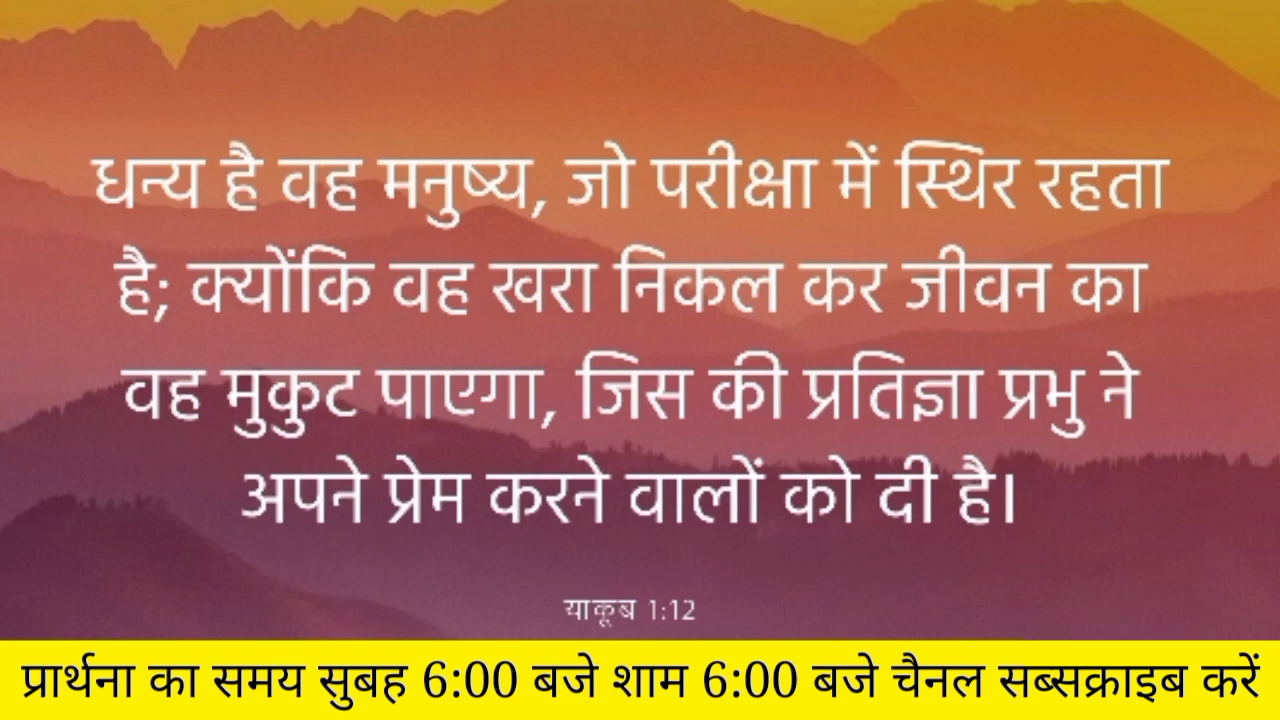 धन्य है वह मनुष्य, जो परीक्षा में स्थिर रहता
है; क्योंकि वह खरा निकल कर जीवन का
वह मुकुट पाएगा, जिस की प्रतिज्ञा प्रभु ने
अपने प्रेम करने वालों को दी है।
याकूब 1:12
प्रार्थना का समय सुबह 6:00 बजे शाम 6:00 बजे चैनल सब्सक्राइब करें